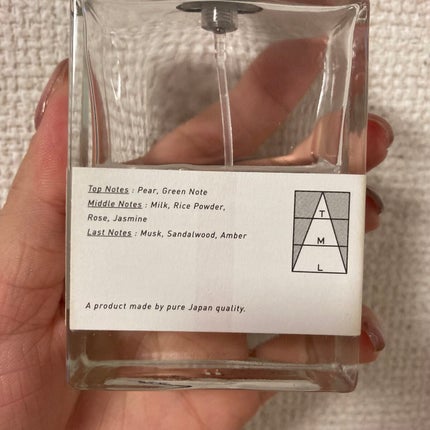 Top Notes : Pear, Green Note
Middle Notes : Milk, Rice Powder,
Rose, Jasmine
Last Notes : Musk, Sandalwood, Amber
T
M
L
A product made by pure Japan quality.